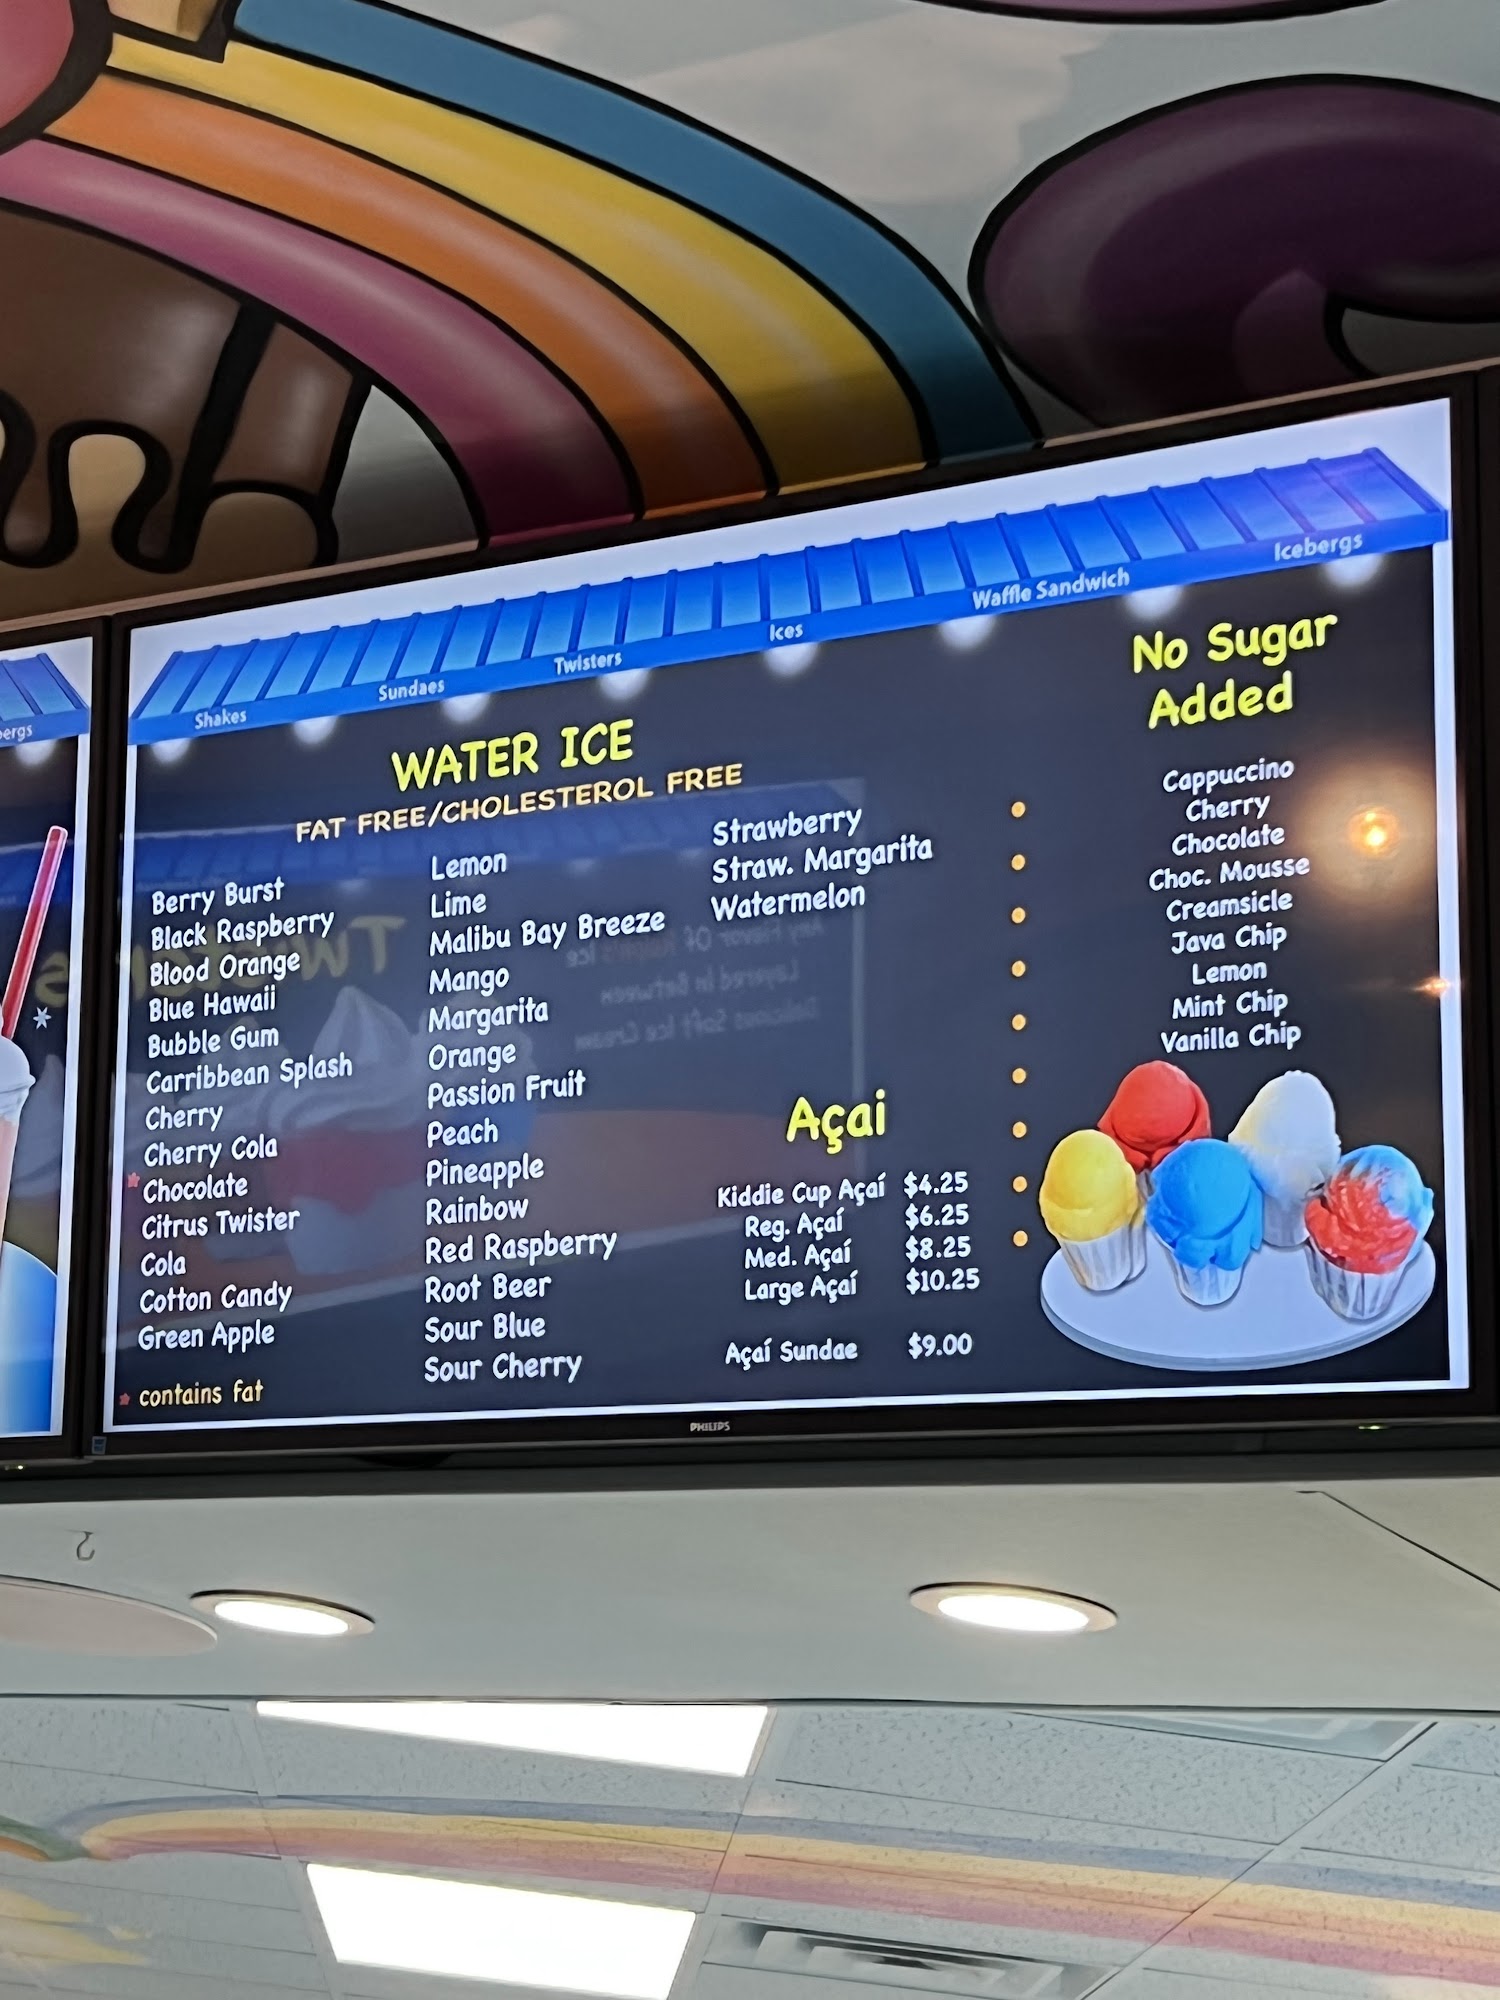 ergs
Shakes
Sundaes
Twisters
Ices
Waffle Sandwich
Icebergs
WATER ICE
FAT FREE/CHOLESTEROL FREE
Berry Burst
Black Raspberry
Blood Orange
Blue Hawaii
Bubble Gum
Carribbean Splash
Cherry
Cherry Cola
* Chocolate
Citrus Twister
Cola
Cotton Candy
Green Apple
* contains fat
Lemon
Lime
Malibu Bay Breeze
Mango
Margarita
Orange
Passion Fruit
Peach
Pineapple
Rainbow
Red Raspberry
Root Beer
Sour Blue
Sour Cherry
Strawberry
Straw. Margarita
Watermelon
Açai
Kiddie Cup Açaí $4.25
Reg. Açaí $6.25
Med. Açaí $8.25
Large Açaí $10.25
Açaí Sundae $9.00
No Sugar
Added
Cappuccino
Cherry
Chocolate
Choc. Mousse
Creamsicle
Java Chip
Lemon
Mint Chip
Vanilla Chip
PHILIPS